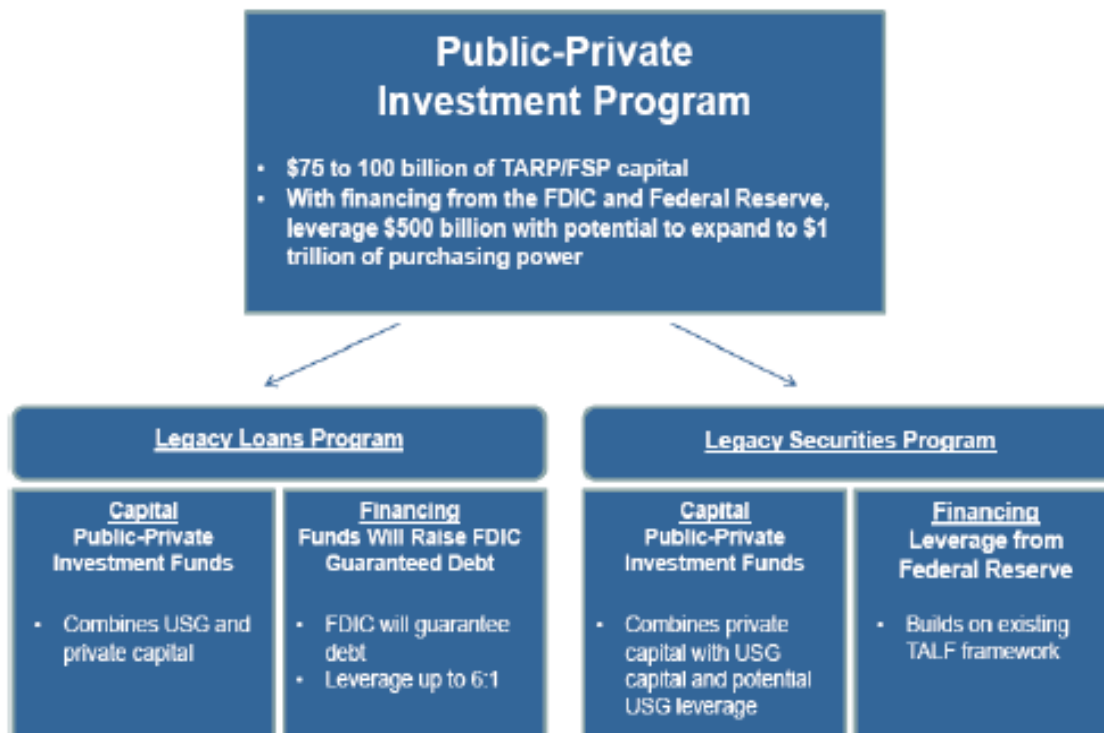 Public-Private
Investment Program
• $75 to 100 billion of TARP/FSP capital
• With financing from the FDIC and Federal Reserve,
leverage $500 billion with potential to expand to $1
trillion of purchasing power
Legacy Loans Program
Capital
Public-Private
Investment Funds
• Combines USG and
private capital
Financing
Funds Will Raise FDIC
Guaranteed Debt
• FDIC will guarantee
debt
• Leverage up to 6:1
Legacy Securities Program
Capital
Public-Private
Investment Funds
• Combines private
capital with USG
capital and potential
USG leverage
Financing
Leverage from
Federal Reserve
• Builds on existing
TALF framework